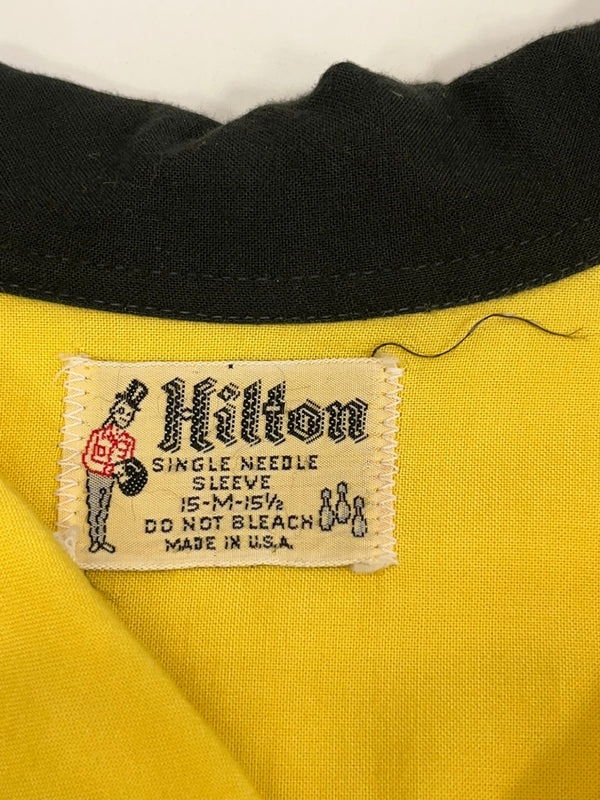 Hilton
SINGLE NEEDLE
SLEEVE
15-M-15½
DO NOT BLEACH
MADE IN U.S.A.